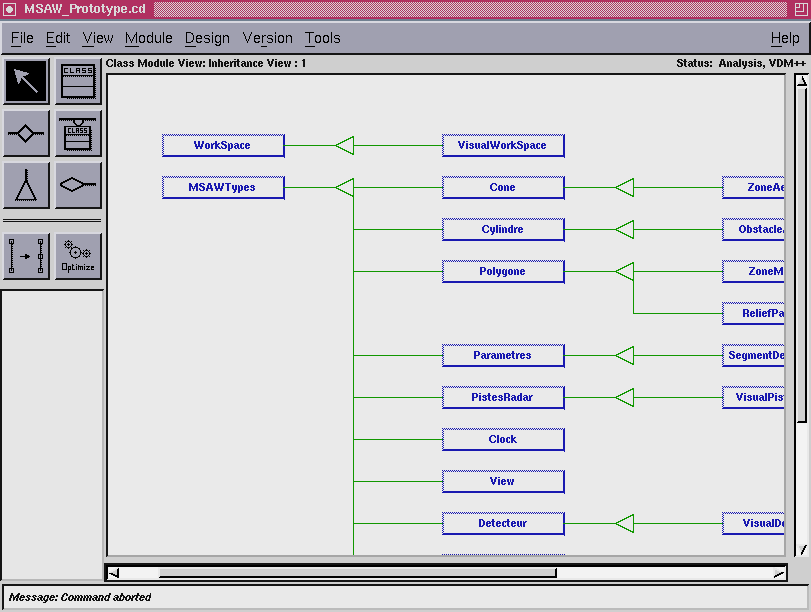 MSAW_Prototype.cd
File Edit View Module Design Version Tools Help
Class Module View: Inheritance View : 1 Status: Analysis, VDM++
CLASS
CLASS
Optimize
WorkSpace VisualWorkSpace
MSAWTypes Cone ZoneAe
Cylindre Obstacle
Polygone ZoneM
ReliefPa
Parametres SegmentDe
PistesRadar VisualPis
Clock
View
Detecteur VisualDe
Message: Command aborted